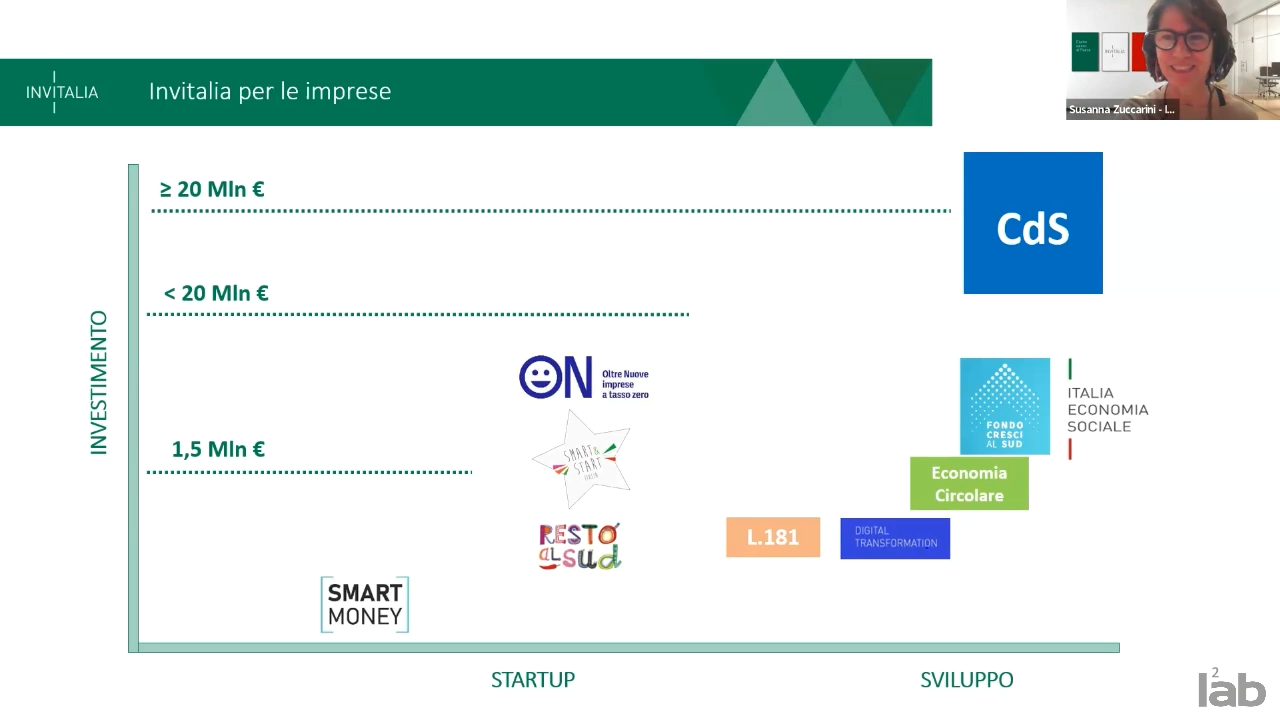 INVITALIA
Invitalia per le imprese
Susanna Zuccarini - I...
≥ 20 Mln €
CdS
< 20 Mln €
INVESTIMENTO
ON Oltre Nuove
imprese
a tasso zero
FONDO
CRESCI
AL SUD
ITALIA
ECONOMIA
SOCIALE
1,5 Mln €
SMART&
START
ITALIA
Economia
Circolare
RESTO
AL SUD
L.181
DIGITAL
TRANSFORMATION
SMART
MONEY
STARTUP
SVILUPPO
2
lab